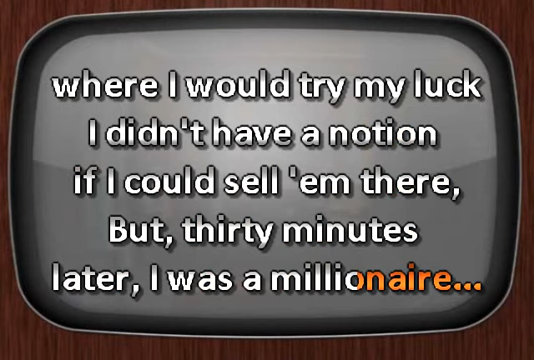 where I would try my luck
I didn't have a notion
if I could sell 'em there,
But, thirty minutes
later, I was a millionaire...